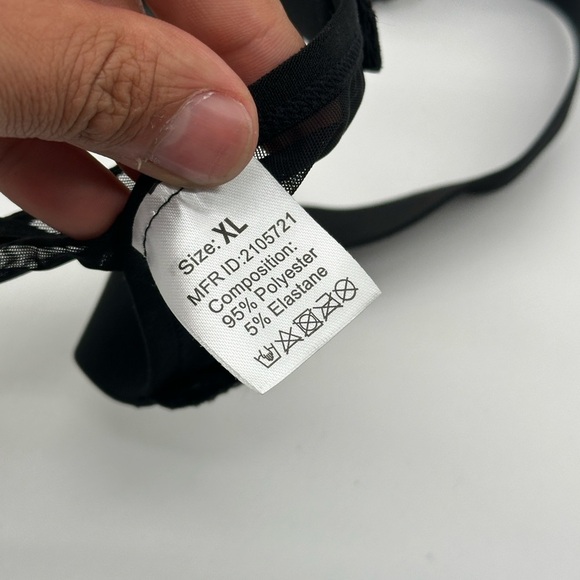 Size: XL
MFR ID:2105721
Composition:
95% Polyester
5% Elastane